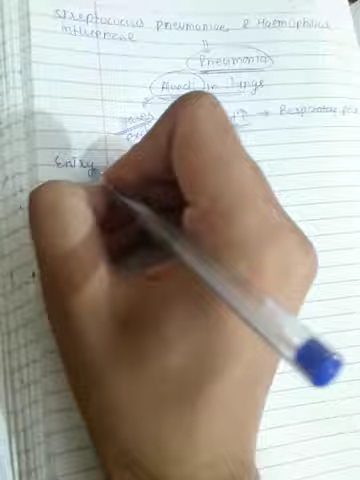 Streptococcus pneumoniae & Haemophilus
influenzae
Pneumonia
Alveoli in lungs
→ Respiratory
Entry